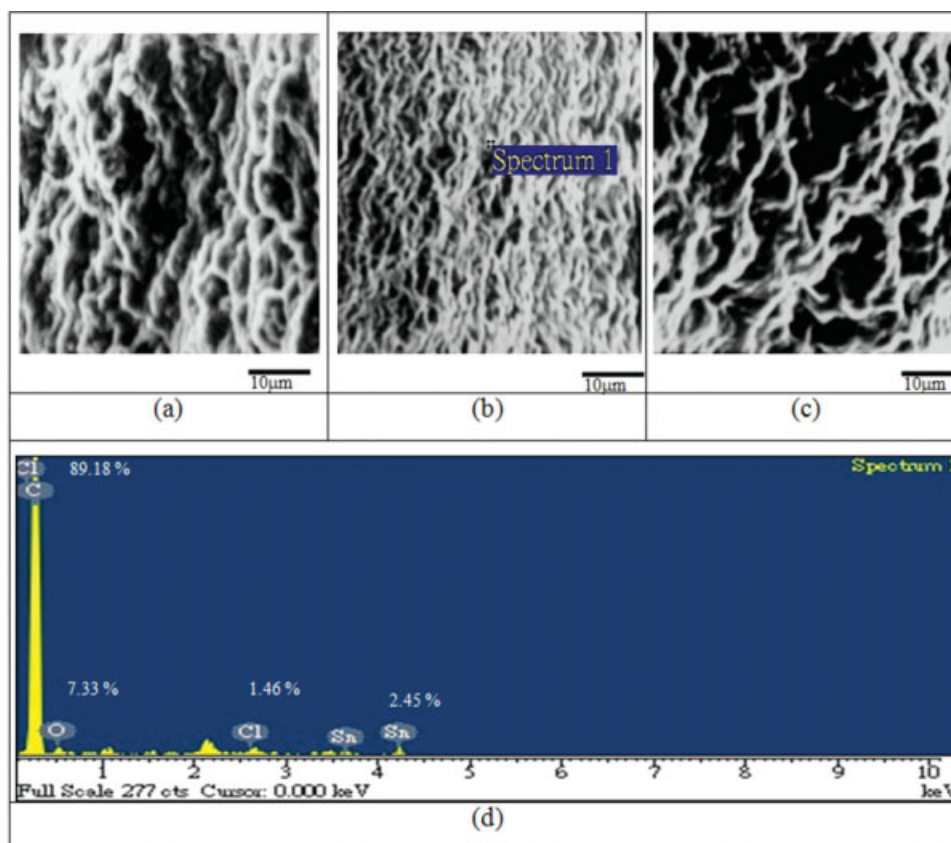 Spectrum 1
10μm
10μm
10μm
(a)
(b)
(c)
Cl
C
89.18 %
Spectrum
7.33 %
1.46 %
2.45 %
O
Cl
Sn
Sn
1 2 3 4 5 6 7 8 9 10
Full Scale 277 cts Cursor: 0.000 keV
keV
(d)